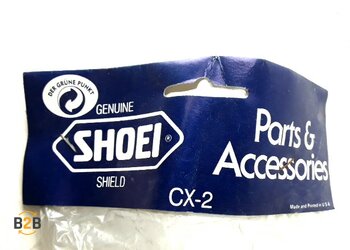 DER GRÜNE PUNKT
GENUINE
SHOEI
SHIELD
CX-2
Parts &
Accessories
Made and Printed in U.S.A.
B2B